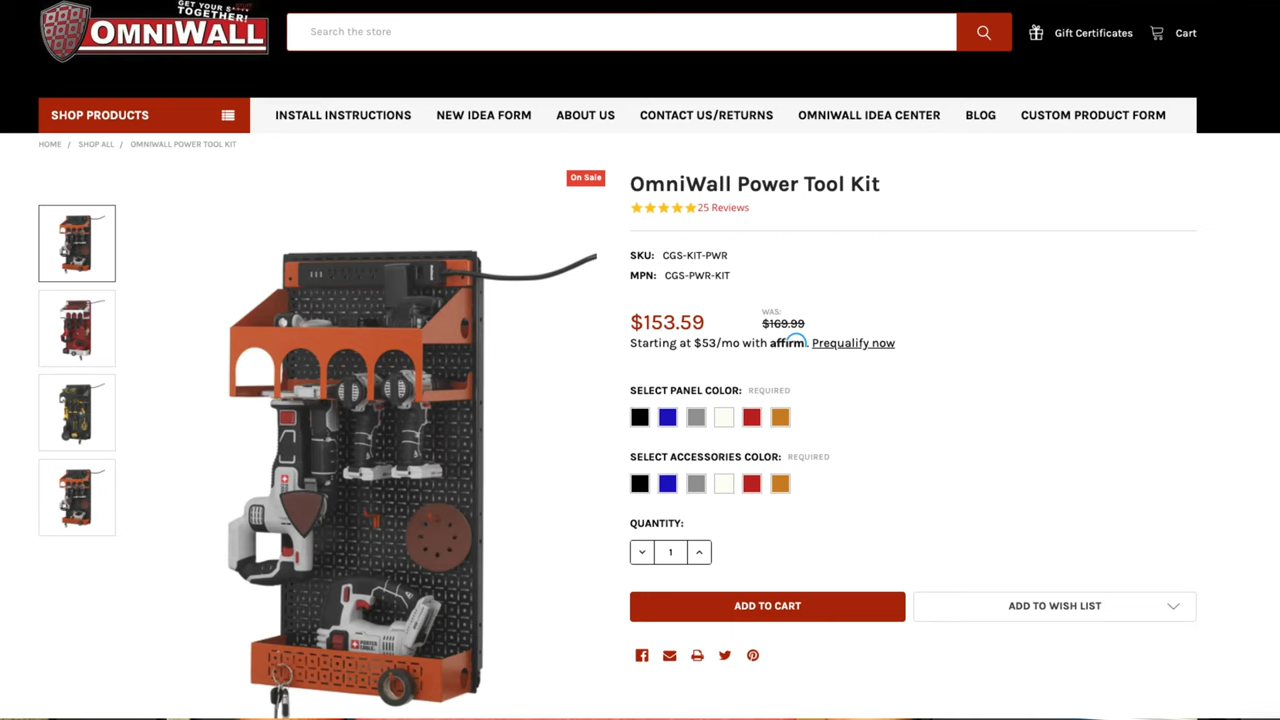 GET YOUR S
TOGETHER!
OMNIWALL
Search the store
Gift Certificates
Cart
SHOP PRODUCTS
INSTALL INSTRUCTIONS
NEW IDEA FORM
ABOUT US
CONTACT US/RETURNS
OMNIWALL IDEA CENTER
BLOG
CUSTOM PRODUCT FORM
HOME / SHOP ALL / OMNIWALL POWER TOOL KIT
On Sale
OmniWall Power Tool Kit
25 Reviews
SKU: CGS-KIT-PWR
MPN: CGS-PWR-KIT
WAS:
$153.59 $169.99
Starting at $53/mo with affirm. Prequalify now
SELECT PANEL COLOR: REQUIRED
SELECT ACCESSORIES COLOR: REQUIRED
QUANTITY:
1
ADD TO CART
ADD TO WISH LIST
PORTER
CABLE